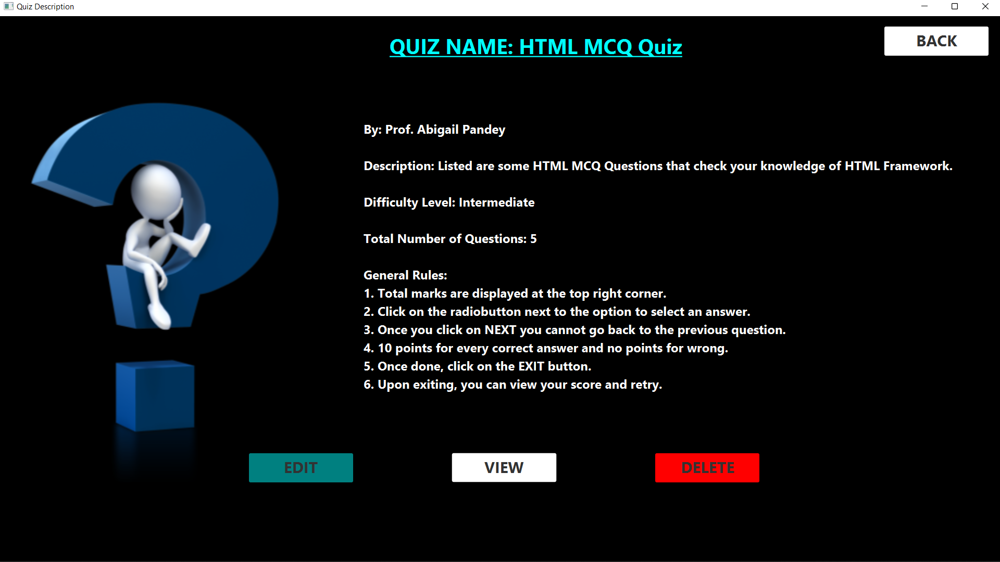 Quiz Description
QUIZ NAME: HTML MCQ Quiz
BACK
By: Prof. Abigail Pandey
Description: Listed are some HTML MCQ Questions that check your knowledge of HTML Framework.
Difficulty Level: Intermediate
Total Number of Questions: 5
General Rules:
1. Total marks are displayed at the top right corner.
2. Click on the radiobutton next to the option to select an answer.
3. Once you click on NEXT you cannot go back to the previous question.
4. 10 points for every correct answer and no points for wrong.
5. Once done, click on the EXIT button.
6. Upon exiting, you can view your score and retry.
EDIT
VIEW
DELETE